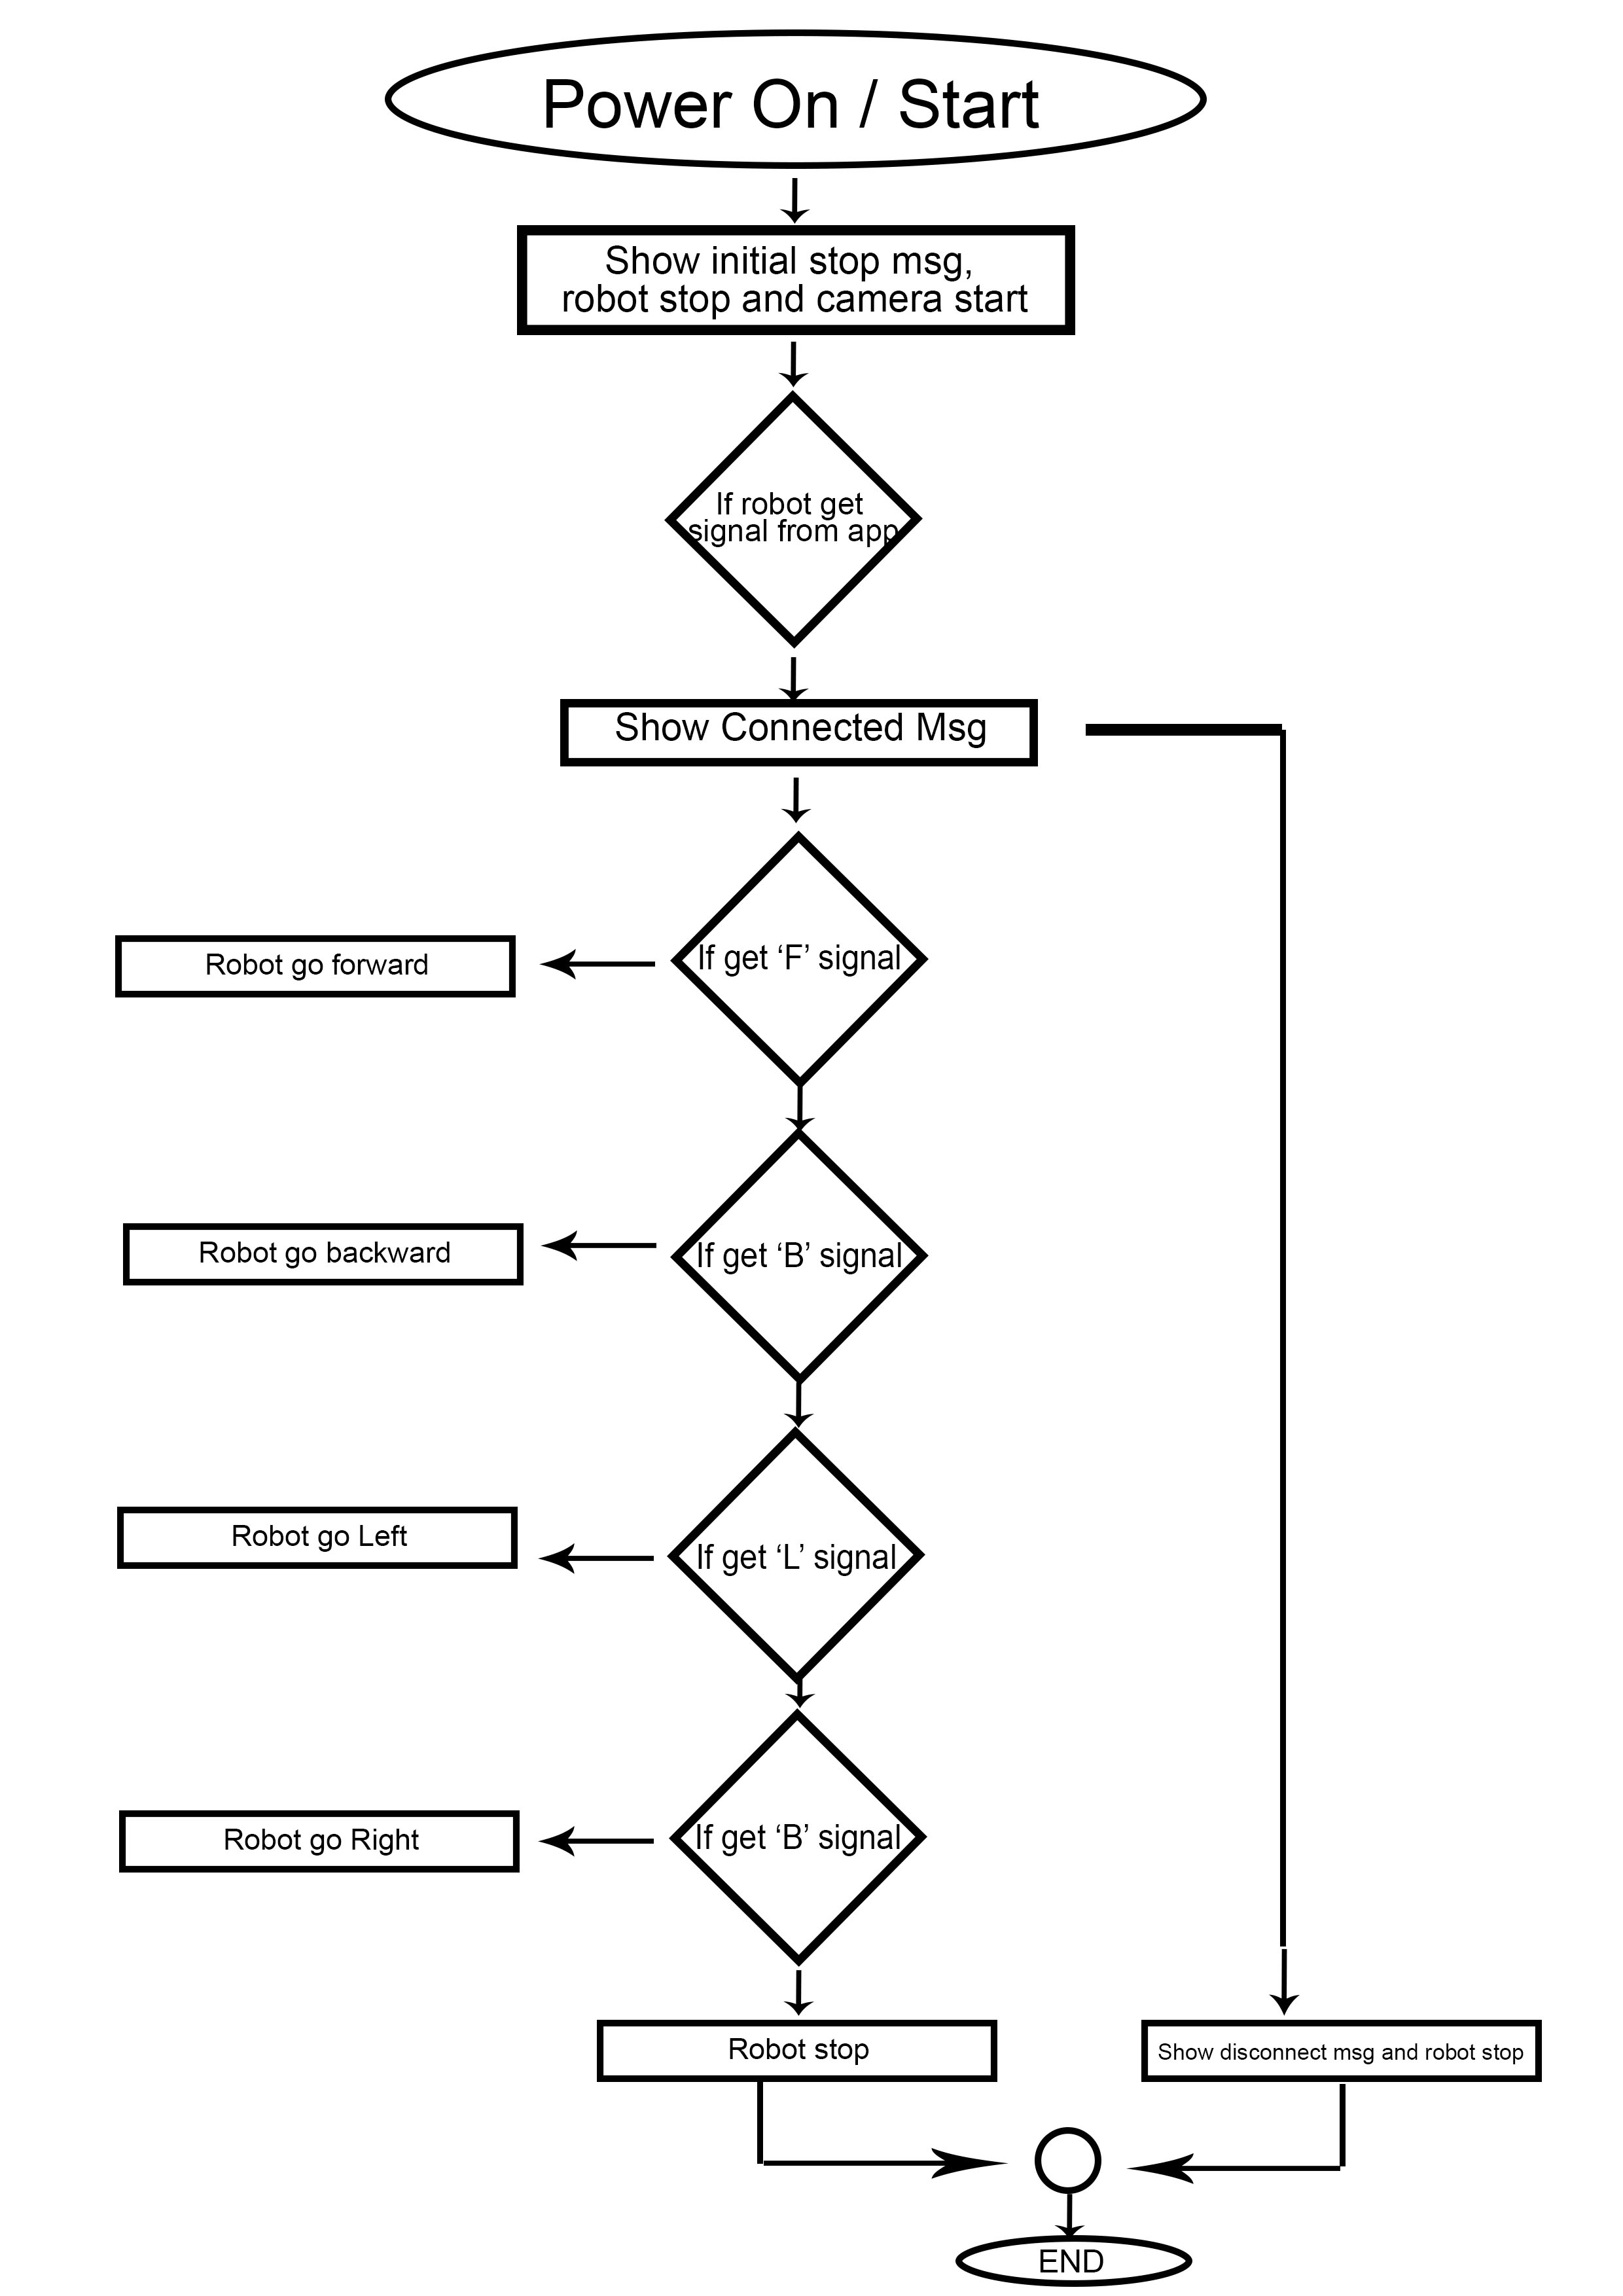 Power On / Start
Show initial stop msg,
robot stop and camera start
If robot get
signal from app
Show Connected Msg
If get ‘F’ signal
Robot go forward
If get ‘B’ signal
Robot go backward
If get ‘L’ signal
Robot go Left
If get ‘B’ signal
Robot go Right
Robot stop
Show disconnect msg and robot stop
END